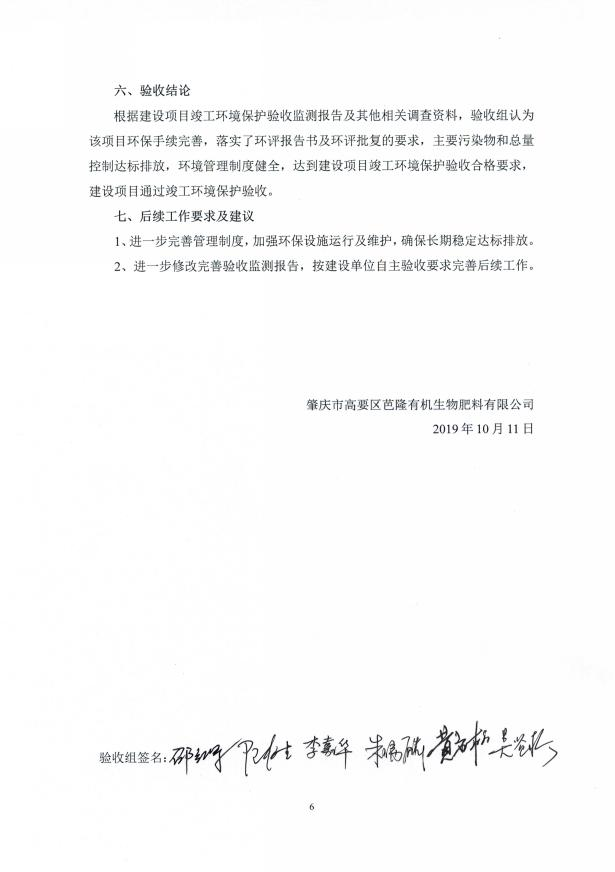 六、验收结论
根据建设项目竣工环境保护验收监测报告及其他相关调查资料，验收组认为
该项目环保手续完善，落实了环评报告书及环评批复的要求，主要污染物和总量
控制达标排放，环境管理制度健全，达到建设项目竣工环境保护验收合格要求，
建设项目通过竣工环境保护验收。
七、后续工作要求及建议
1、进一步完善管理制度，加强环保设施运行及维护，确保长期稳定达标排放。
2、进一步修改完善验收监测报告，按建设单位自主验收要求完善后续工作。
肇庆市高要区芭隆有机生物肥料有限公司
2019 年 10 月 11 日
验收组签名：
6